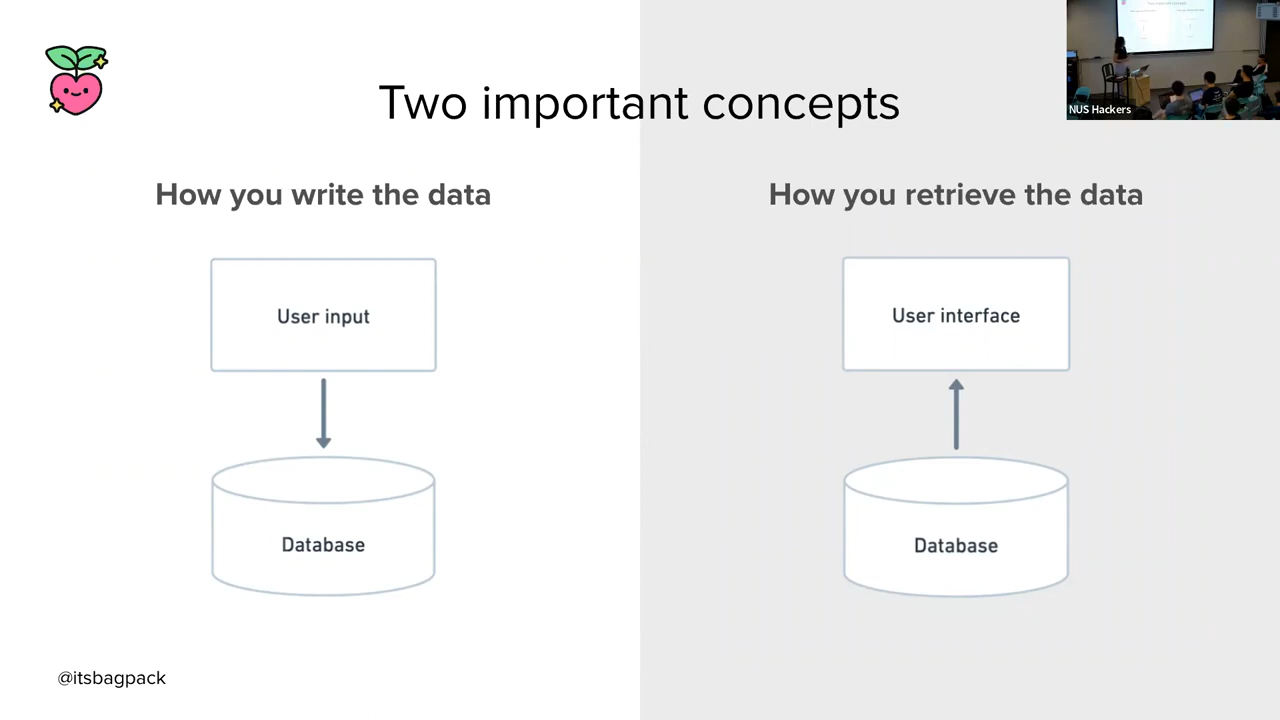 Two important concepts
NUS Hackers
How you write the data
How you retrieve the data
User input
User interface
Database
Database
@itsbagpack